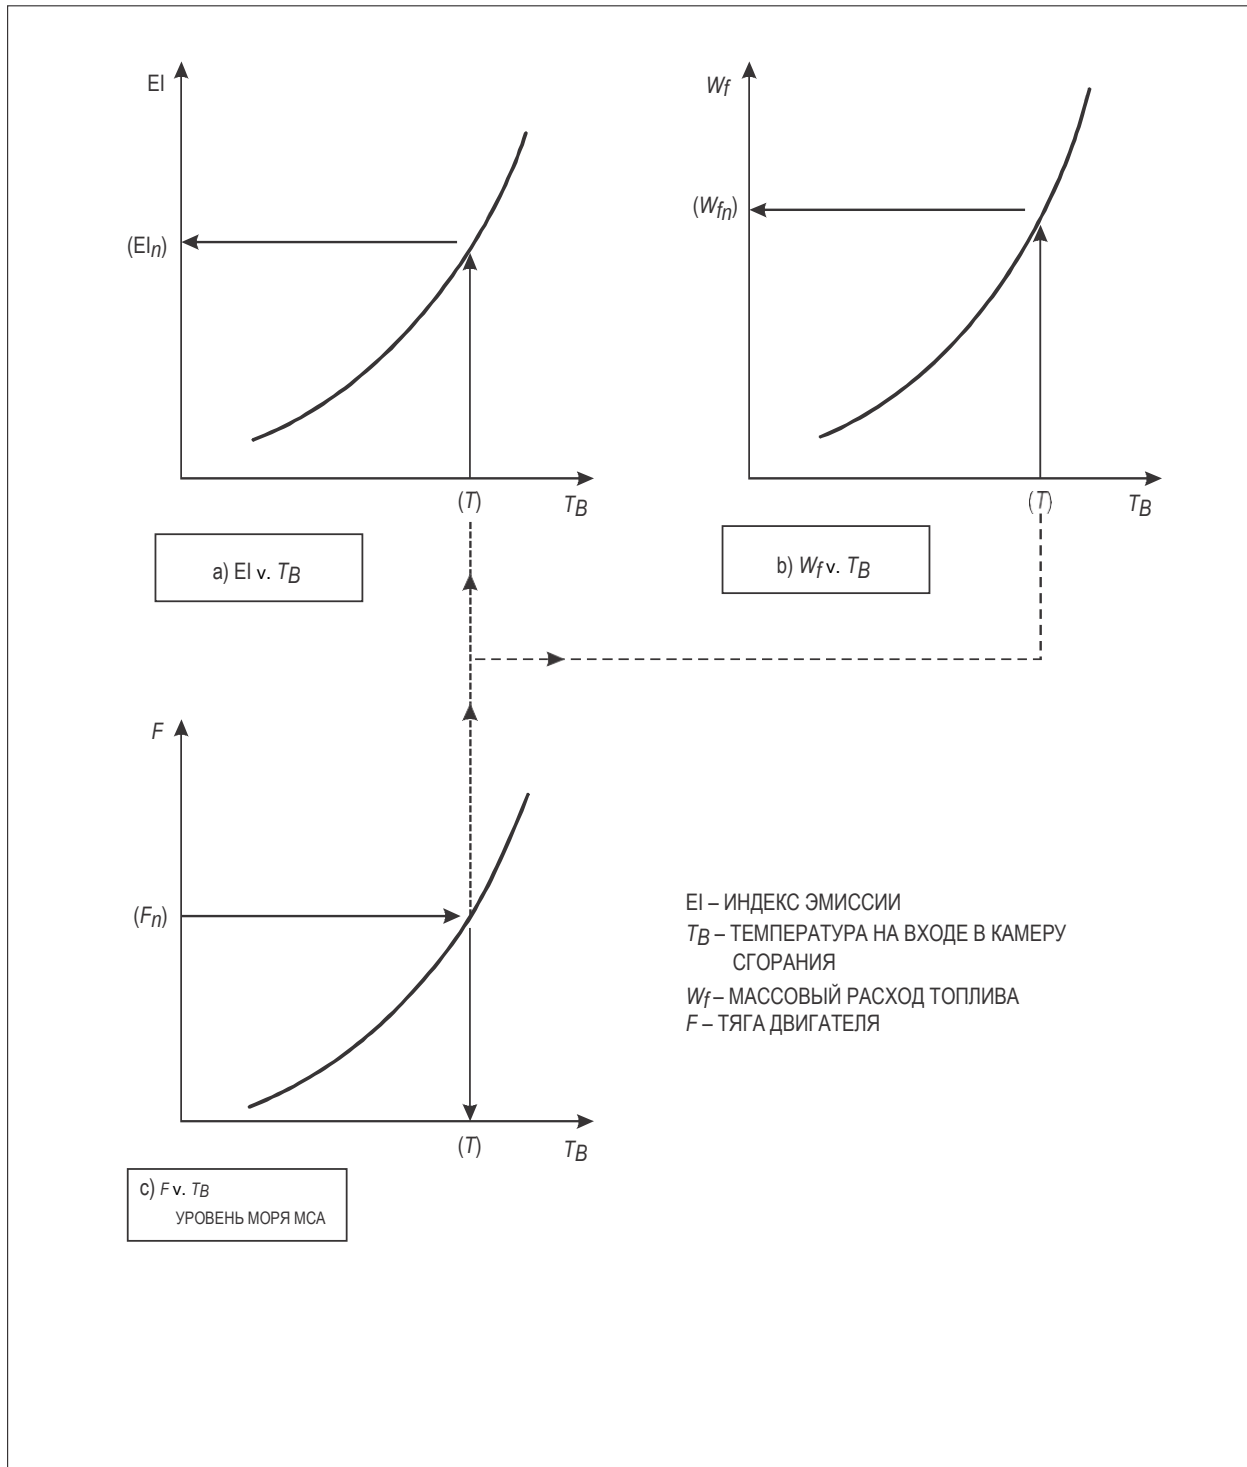 EI
(EIn)
(T)
TB
a) EI v. TB
Wf
(Wfn)
(T)
TB
b) Wf v. TB
F
(Fn)
(T)
TB
c) F v. TB
УРОВЕНЬ МОРЯ МСА
EI – ИНДЕКС ЭМИССИИ
TB – ТЕМПЕРАТУРА НА ВХОДЕ В КАМЕРУ
СГОРАНИЯ
Wf – МАССОВЫЙ РАСХОД ТОПЛИВА
F – ТЯГА ДВИГАТЕЛЯ